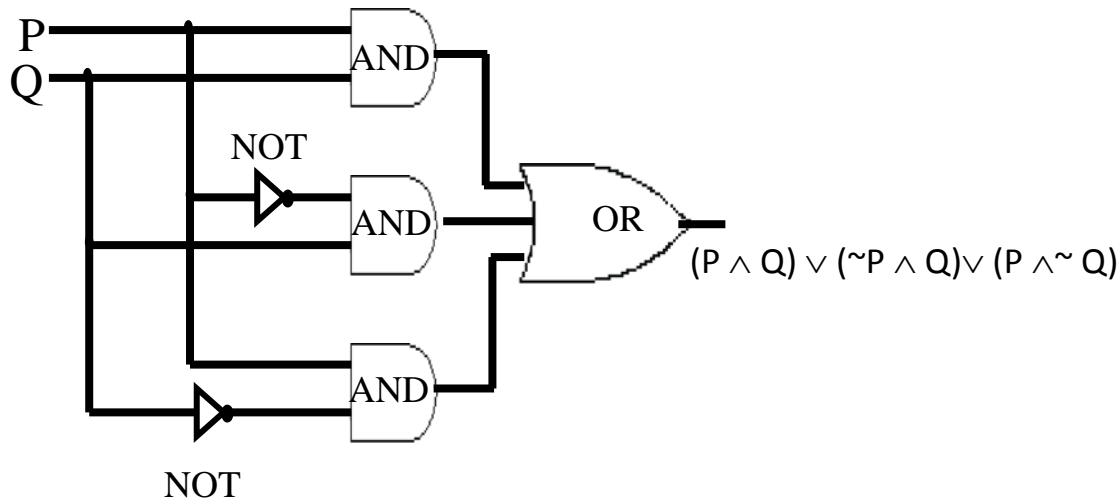 P
AND
Q
NOT
AND
OR
(P ∧ Q) ∨ (~P ∧ Q)∨ (P ∧~ Q)
AND
NOT